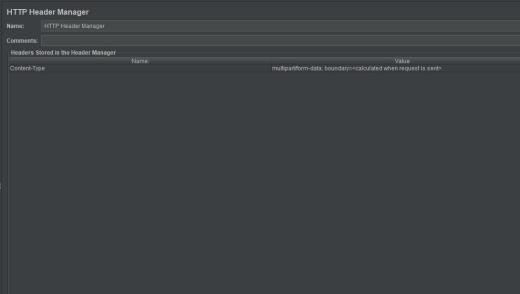 HTTP Header Manager
Name: HTTP Header Manager
Comments:
Headers Stored in the Header Manager
Name: Value
Content-Type multipart/form-data; boundary=<calculated when request is sent>